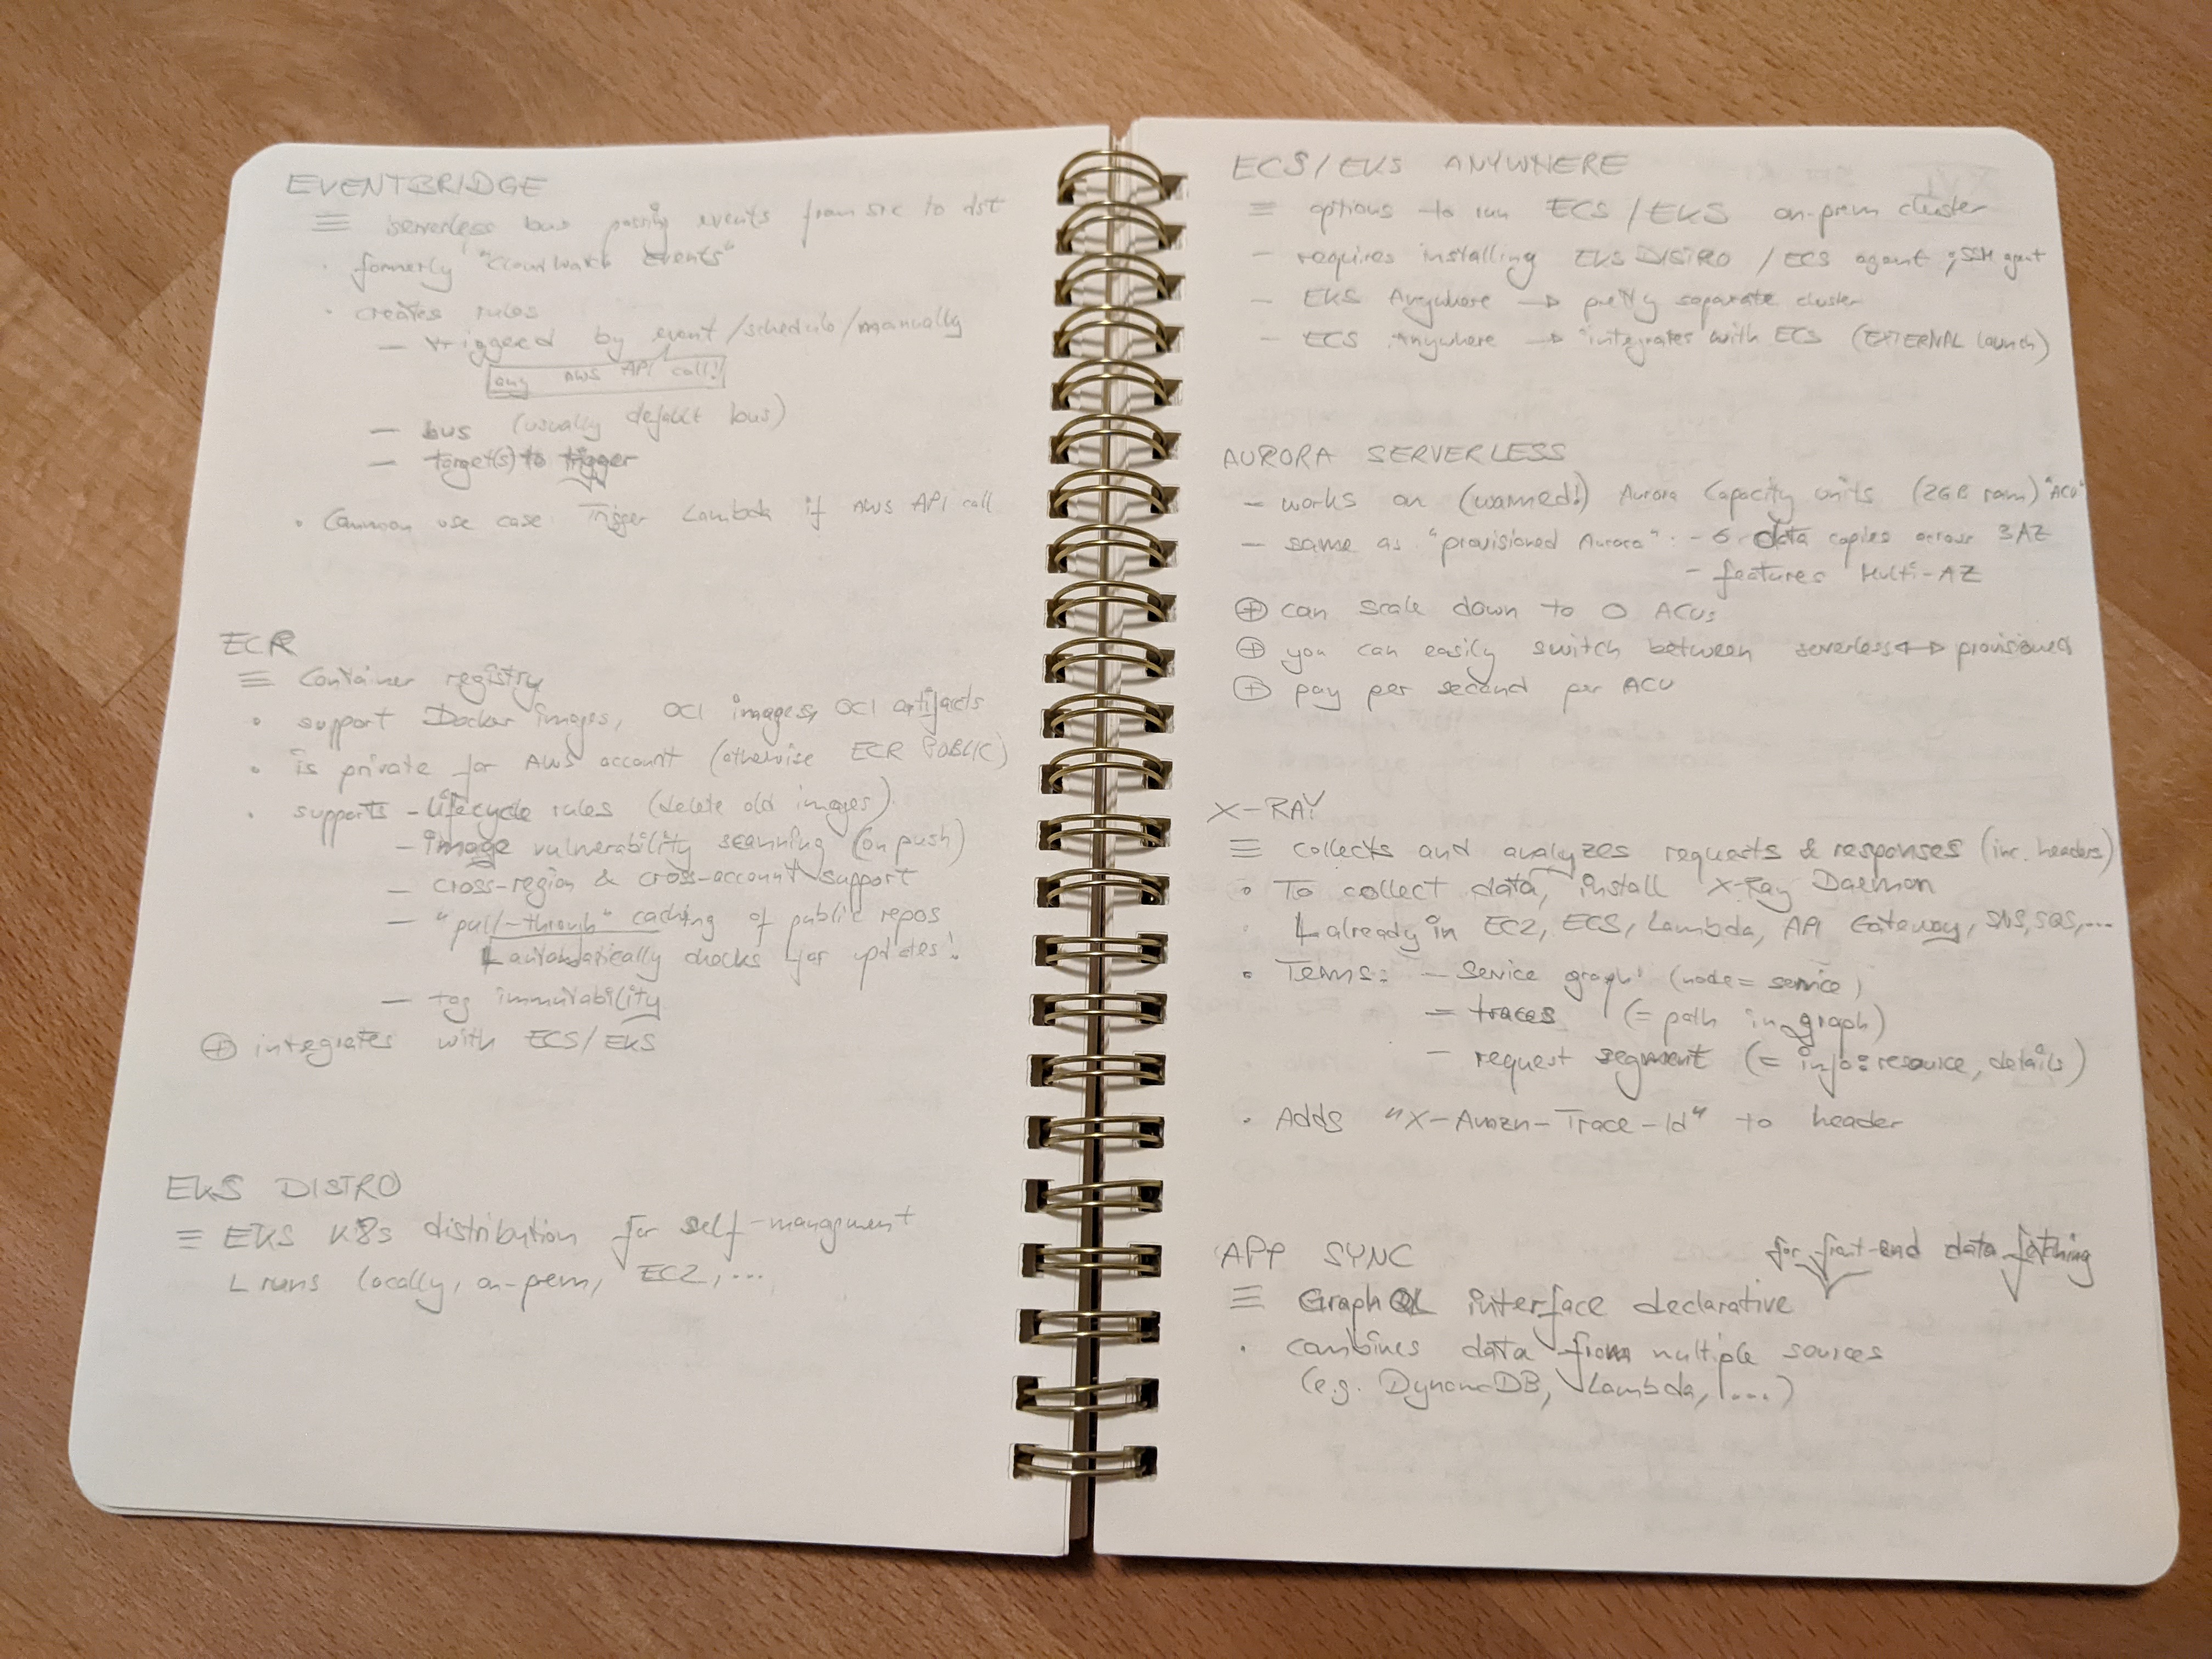 EVENTBRIDGE
≡ serverless bus passing events from src to dst
· formerly "CloudWatch Events"
· creates rules
— triggered by event/schedule/manually
any AWS API call!
— bus (usually default bus)
— target(s) to trigger
· Common use case: Trigger Lambda if AWS API call
ECR
≡ container registry
· support Docker images, OCI images, OCI artifacts
· is private for AWS account (otherwise ECR PUBLIC)
· supports - Lifecycle rules (delete old images)
— image vulnerability scanning (on push)
— cross-region & cross-account support
— "pull-through" caching of public repos
L automatically checks for updates!
— tag immutability
⊕ integrates with ECS/EKS
EKS DISTRO
≡ EKS K8s distribution for self-managment
L runs locally, on-prem, EC2, ...
ECS/EKS ANYWHERE
≡ options to run ECS/EKS on-prem cluster
— requires installing EKS DISTRO / ECS agent, SSM agent
— EKS Anywhere → pretty separate cluster
— ECS Anywhere → integrates with ECS (EXTERNAL launch)
AURORA SERVERLESS
— works on (warmed!) Aurora Capacity units (2GB ram) "ACU"
— same as "provisioned Aurora": - 6 data copies across 3AZ
- features Multi-AZ
⊕ can scale down to 0 ACUs
⊕ you can easily switch between serverless ↔ provisioned
⊕ pay per second per ACU
X-RAY
≡ collects and analyzes requests & responses (inc. headers)
· To collect data, install X-Ray Daemon
L already in EC2, ECS, Lambda, API Gateway, SNS, SQS, ...
· Terms: — Service graph (node = service)
— traces (= path in graph)
— request segment (= info: resource, details)
· Adds "X-Amzn-Trace-Id" to header
APP SYNC
for front-end data fetching
≡ GraphQL interface declarative
· combines data from multiple sources
(e.g. DynamoDB, Lambda, ...)